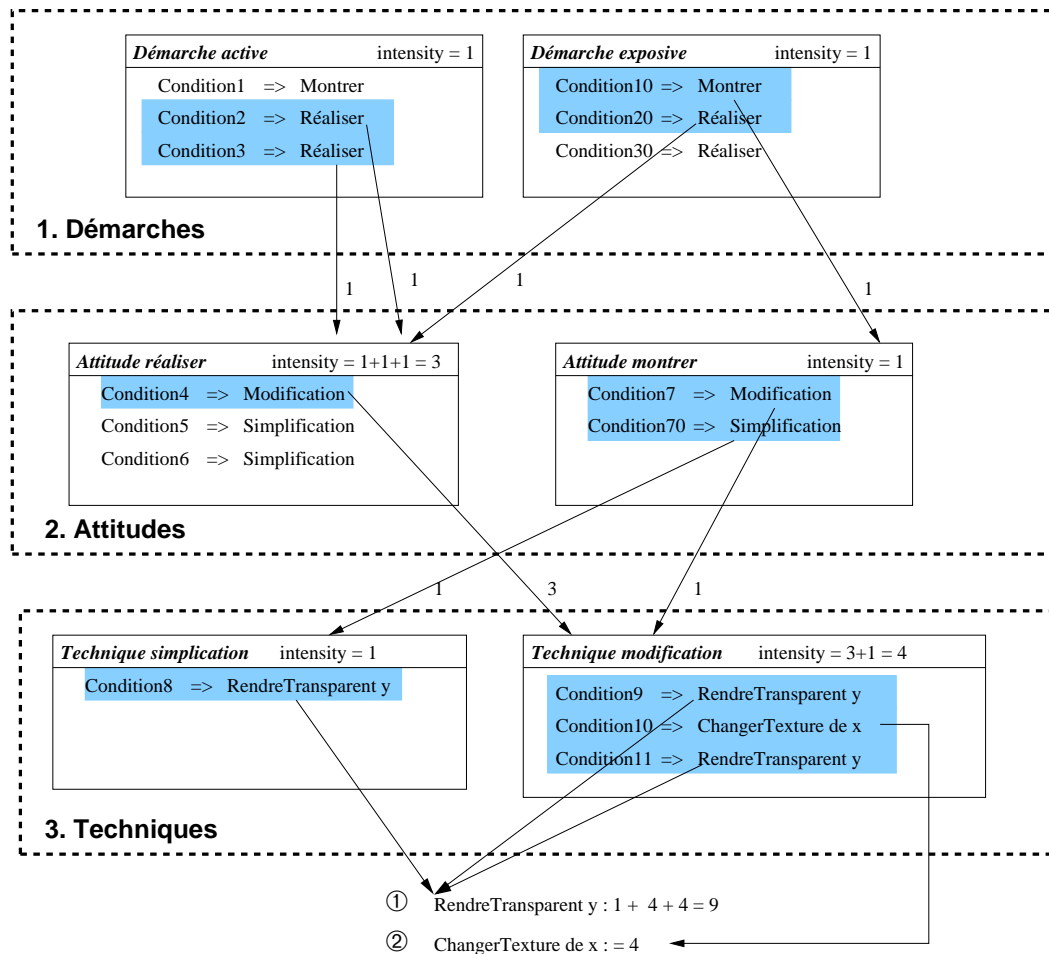 Démarche active intensity = 1
Condition1 => Montrer
Condition2 => Réaliser
Condition3 => Réaliser
Démarche exposive intensity = 1
Condition10 => Montrer
Condition20 => Réaliser
Condition30 => Réaliser
1. Démarches
1 1 1 1
Attitude réaliser intensity = 1+1+1 = 3
Condition4 => Modification
Condition5 => Simplification
Condition6 => Simplification
Attitude montrer intensity = 1
Condition7 => Modification
Condition70 => Simplification
2. Attitudes
1 3 1
Technique simplication intensity = 1
Condition8 => RendreTransparent y
Technique modification intensity = 3+1 = 4
Condition9 => RendreTransparent y
Condition10 => ChangerTexture de x
Condition11 => RendreTransparent y
3. Techniques
① RendreTransparent y : 1 + 4 + 4 = 9
② ChangerTexture de x : = 4